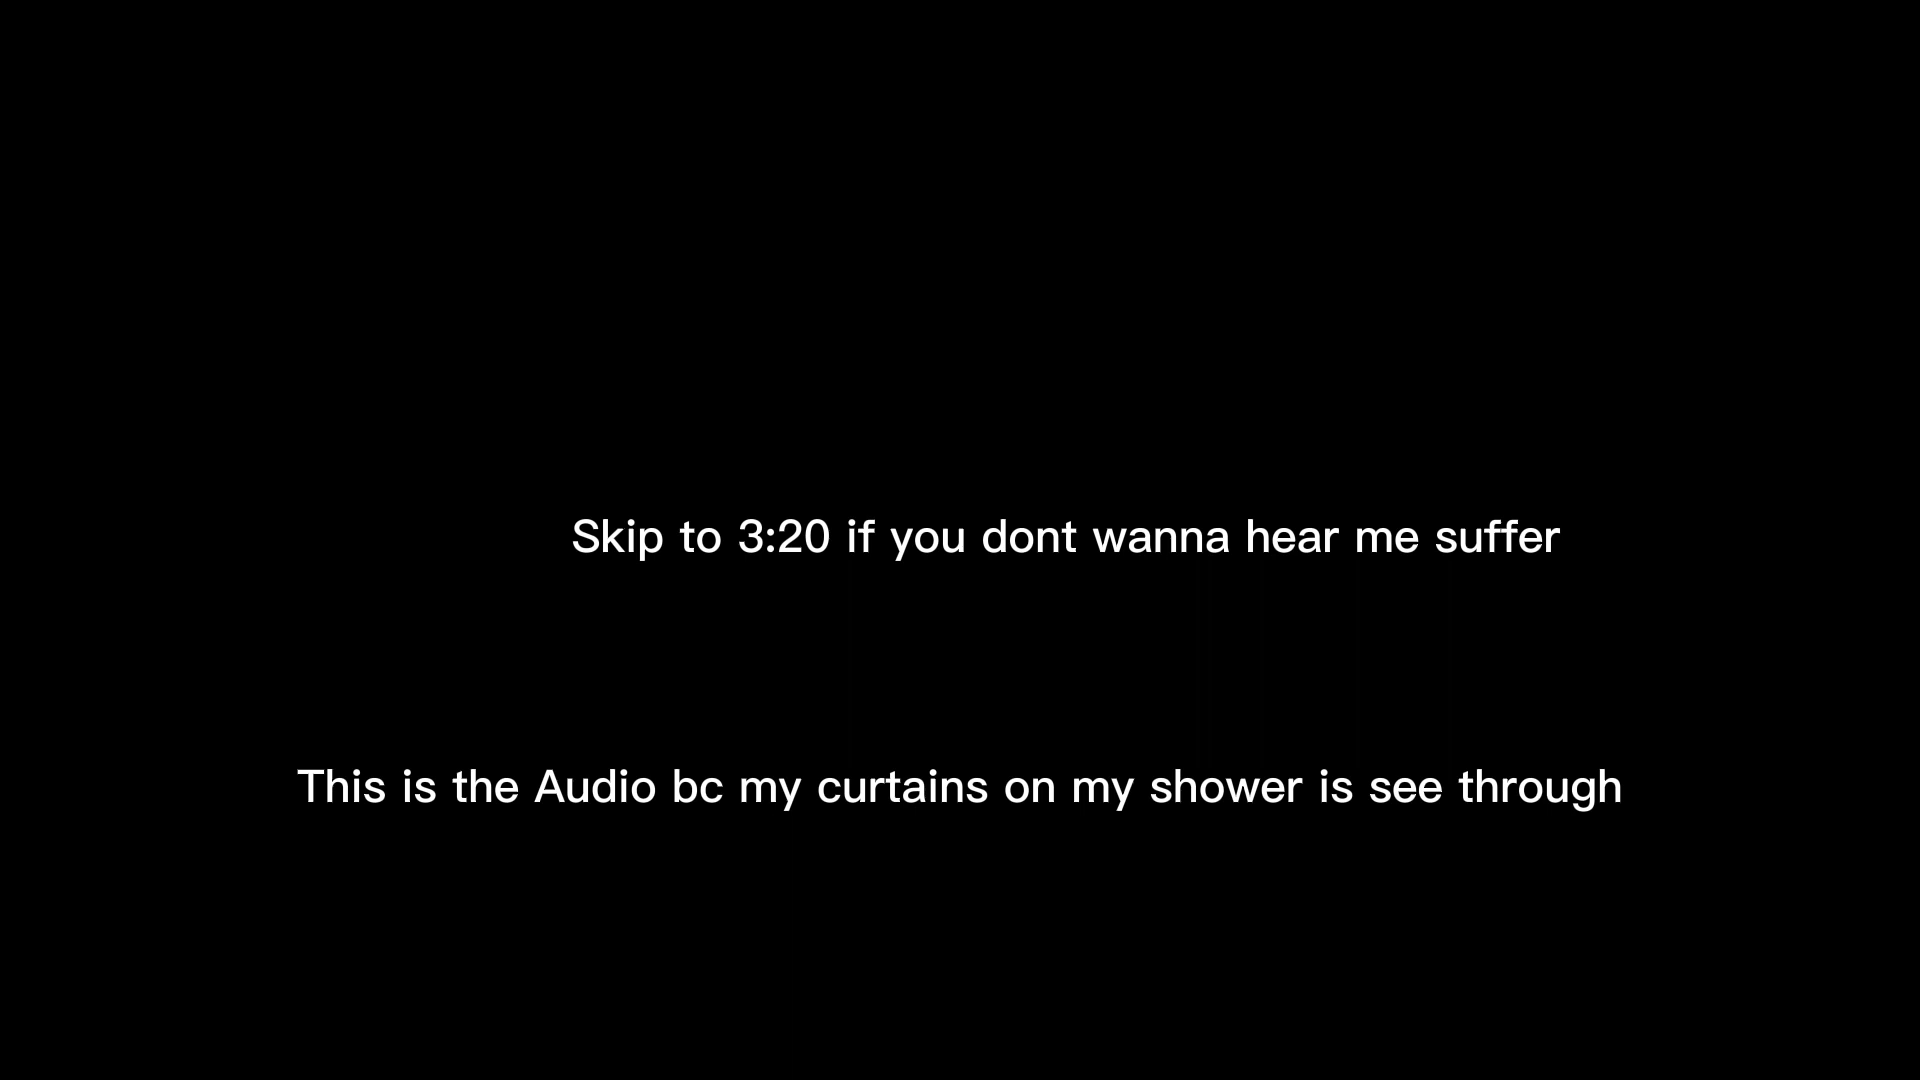 Skip to 3:20 if you dont wanna hear me suffer
This is the Audio bc my curtains on my shower is see through